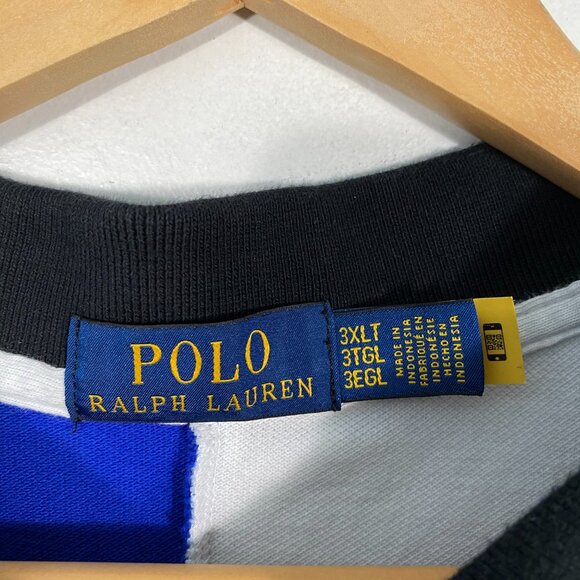 POLO
RALPH LAUREN
3XLT
3TGL
3EGL
MADE IN
INDONESIA
FABRIQUÉ EN
INDONÉSIE
HECHO EN
INDONESIA